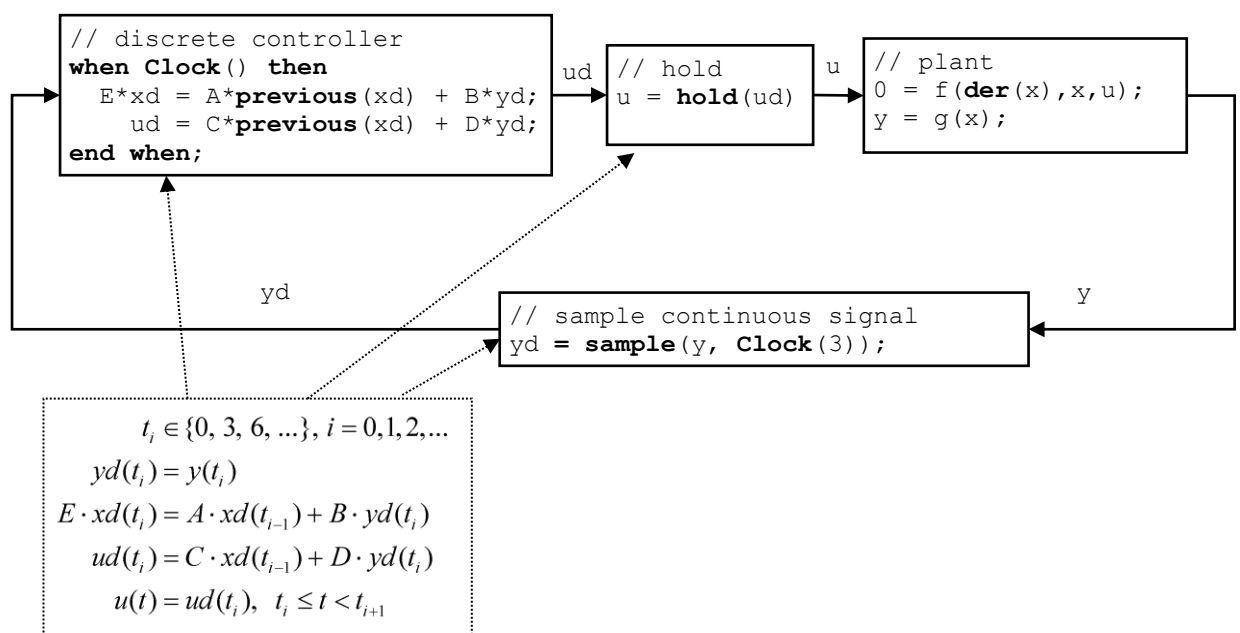 // discrete controller
when Clock() then
E*xd = A*previous(xd) + B*yd;
ud = C*previous(xd) + D*yd;
end when;
ud
// hold
u = hold(ud)
u
// plant
0 = f(der(x),x,u);
y = g(x);
yd
// sample continuous signal
yd = sample(y, Clock(3));
y
t_i ∈ {0, 3, 6, ...}, i = 0,1,2,...
yd(t_i) = y(t_i)
E · xd(t_i) = A · xd(t_{i-1}) + B · yd(t_i)
ud(t_i) = C · xd(t_{i-1}) + D · yd(t_i)
u(t) = ud(t_i), t_i ≤ t < t_{i+1}